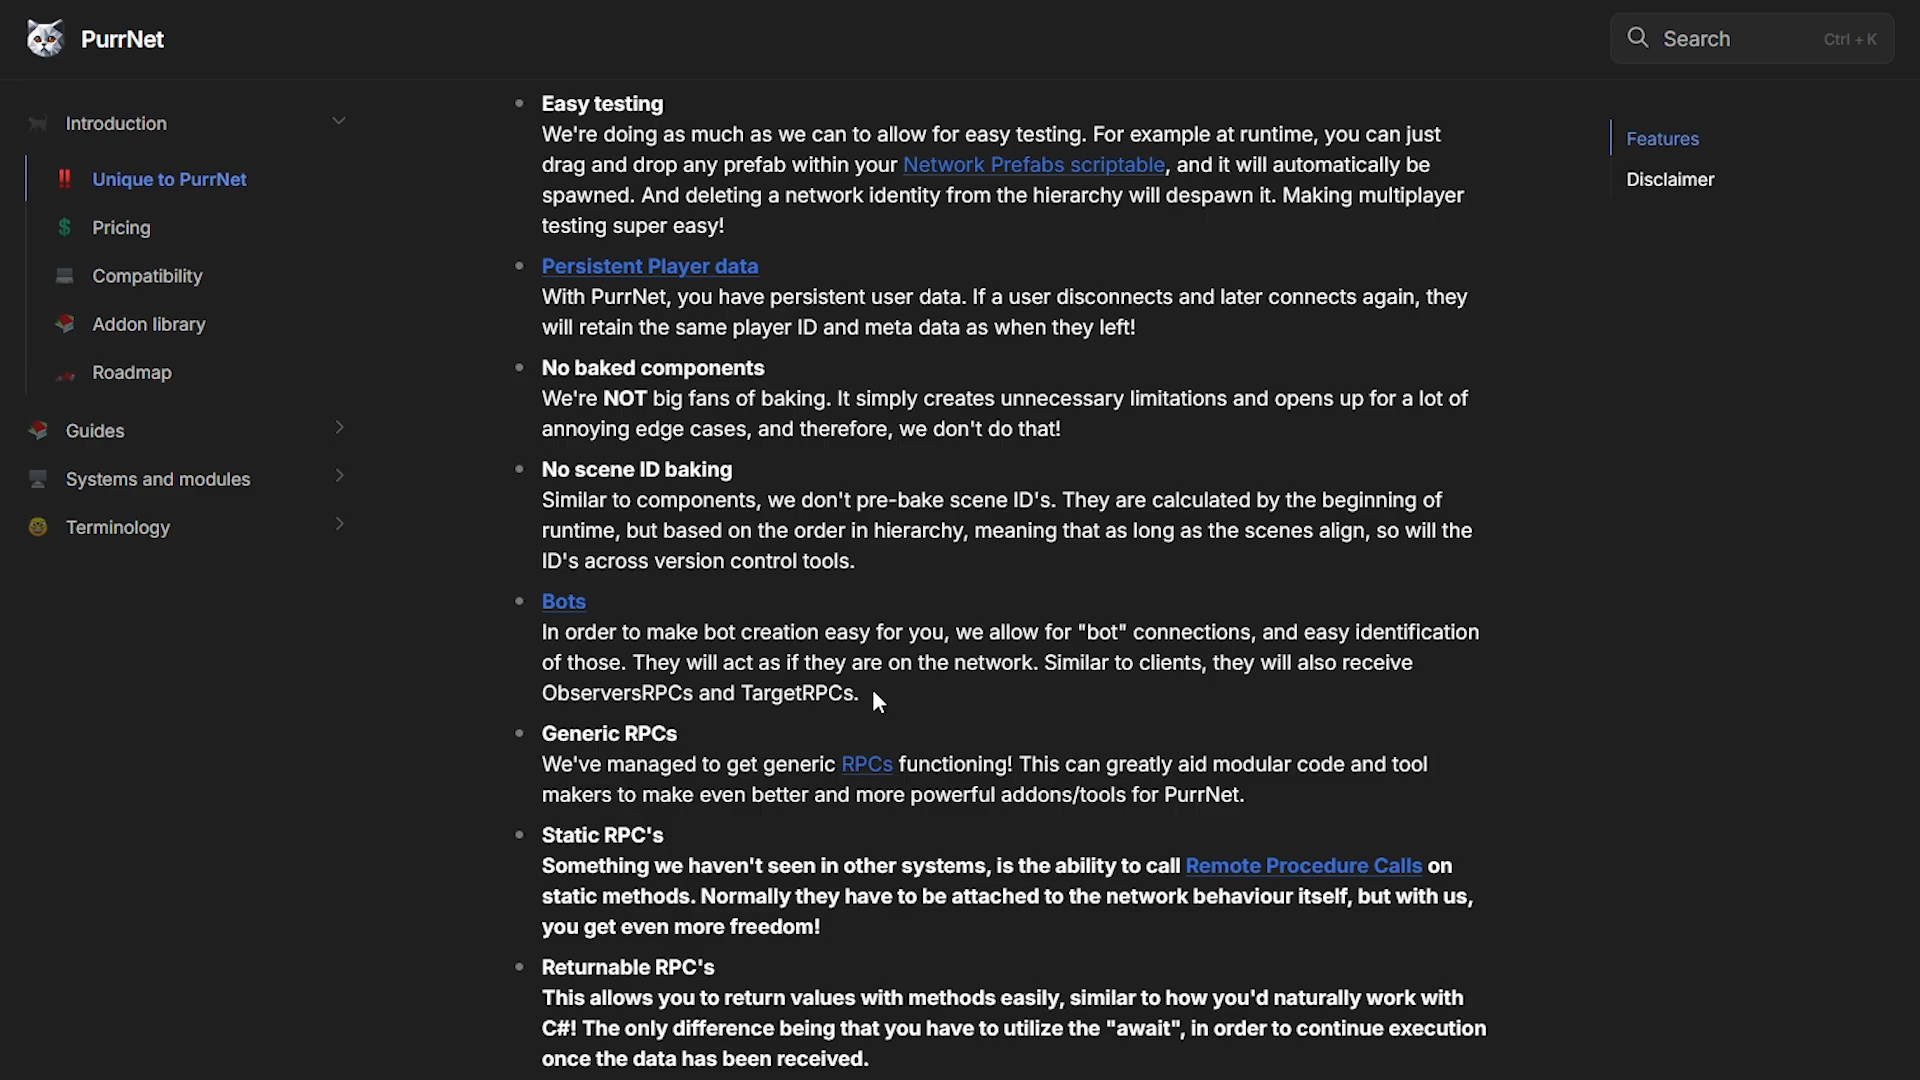 PurrNet
Search
Ctrl + K
Introduction
Unique to PurrNet
Pricing
Compatibility
Addon library
Roadmap
Guides
Systems and modules
Terminology
Easy testing
We're doing as much as we can to allow for easy testing. For example at runtime, you can just
drag and drop any prefab within your Network Prefabs scriptable, and it will automatically be
spawned. And deleting a network identity from the hierarchy will despawn it. Making multiplayer
testing super easy!
Persistent Player data
With PurrNet, you have persistent user data. If a user disconnects and later connects again, they
will retain the same player ID and meta data as when they left!
No baked components
We're NOT big fans of baking. It simply creates unnecessary limitations and opens up for a lot of
annoying edge cases, and therefore, we don't do that!
No scene ID baking
Similar to components, we don't pre-bake scene ID's. They are calculated by the beginning of
runtime, but based on the order in hierarchy, meaning that as long as the scenes align, so will the
ID's across version control tools.
Bots
In order to make bot creation easy for you, we allow for "bot" connections, and easy identification
of those. They will act as if they are on the network. Similar to clients, they will also receive
ObserversRPCs and TargetRPCs.
Generic RPCs
We've managed to get generic RPCs functioning! This can greatly aid modular code and tool
makers to make even better and more powerful addons/tools for PurrNet.
Static RPC's
Something we haven't seen in other systems, is the ability to call Remote Procedure Calls on
static methods. Normally they have to be attached to the network behaviour itself, but with us,
you get even more freedom!
Returnable RPC's
This allows you to return values with methods easily, similar to how you'd naturally work with
C#! The only difference being that you have to utilize the "await", in order to continue execution
once the data has been received.
Features
Disclaimer